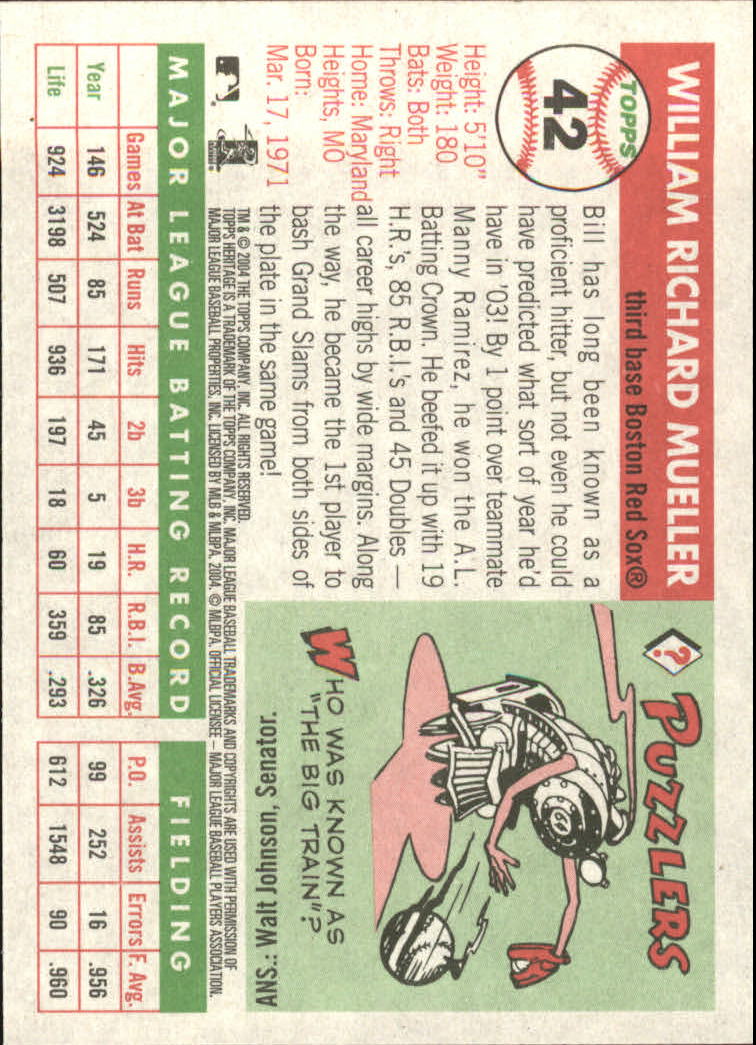 WILLIAM RICHARD MUELLER
third base Boston Red Sox®
TOPPS
42
Height: 5'10"
Weight: 180
Bats: Both
Throws: Right
Home: Maryland
Heights, MO
Born:
Mar. 17, 1971
Bill has long been known as a
proficient hitter, but not even he could
have predicted what sort of year he'd
have in '03! By 1 point over teammate
Manny Ramirez, he won the A.L.
Batting Crown. He beefed it up with 19
H.R.'s, 85 R.B.I.'s and 45 Doubles —
all career highs by wide margins. Along
the way, he became the 1st player to
bash Grand Slams from both sides of
the plate in the same game!
? PUZZLERS
64
WHO WAS KNOWN AS
"THE BIG TRAIN"?
ANS.: Walt Johnson, Senator.
TM & © 2004 THE TOPPS COMPANY, INC. ALL RIGHTS RESERVED.
TOPPS HERITAGE IS A TRADEMARK OF THE TOPPS COMPANY, INC. MAJOR LEAGUE BASEBALL TRADEMARKS AND COPYRIGHTS ARE USED WITH PERMISSION OF
MAJOR LEAGUE BASEBALL PROPERTIES, INC. LICENSED BY MLB & MLBPA, 2004. © MLBPA. OFFICIAL LICENSEE – MAJOR LEAGUE BASEBALL PLAYERS ASSOCIATION.
MAJOR LEAGUE BATTING RECORD FIELDING
Games At Bat Runs Hits 2b 3b H.R. R.B.I. B.Avg. P.O. Assists Errors F. Avg.
Year 146 524 85 171 45 5 19 85 .326 99 252 16 .956
Life 924 3198 507 936 197 18 60 359 .293 612 1548 90 .960